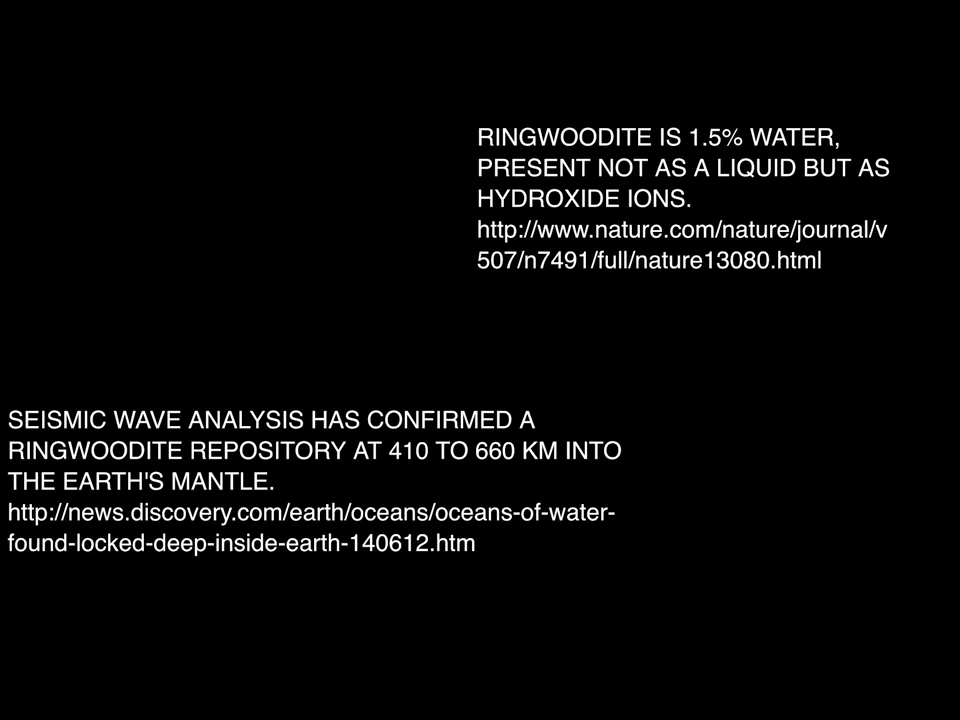 RINGWOODITE IS 1.5% WATER,
PRESENT NOT AS A LIQUID BUT AS
HYDROXIDE IONS.
http://www.nature.com/nature/journal/v
507/n7491/full/nature13080.html
SEISMIC WAVE ANALYSIS HAS CONFIRMED A
RINGWOODITE REPOSITORY AT 410 TO 660 KM INTO
THE EARTH'S MANTLE.
http://news.discovery.com/earth/oceans/oceans-of-water-
found-locked-deep-inside-earth-140612.htm